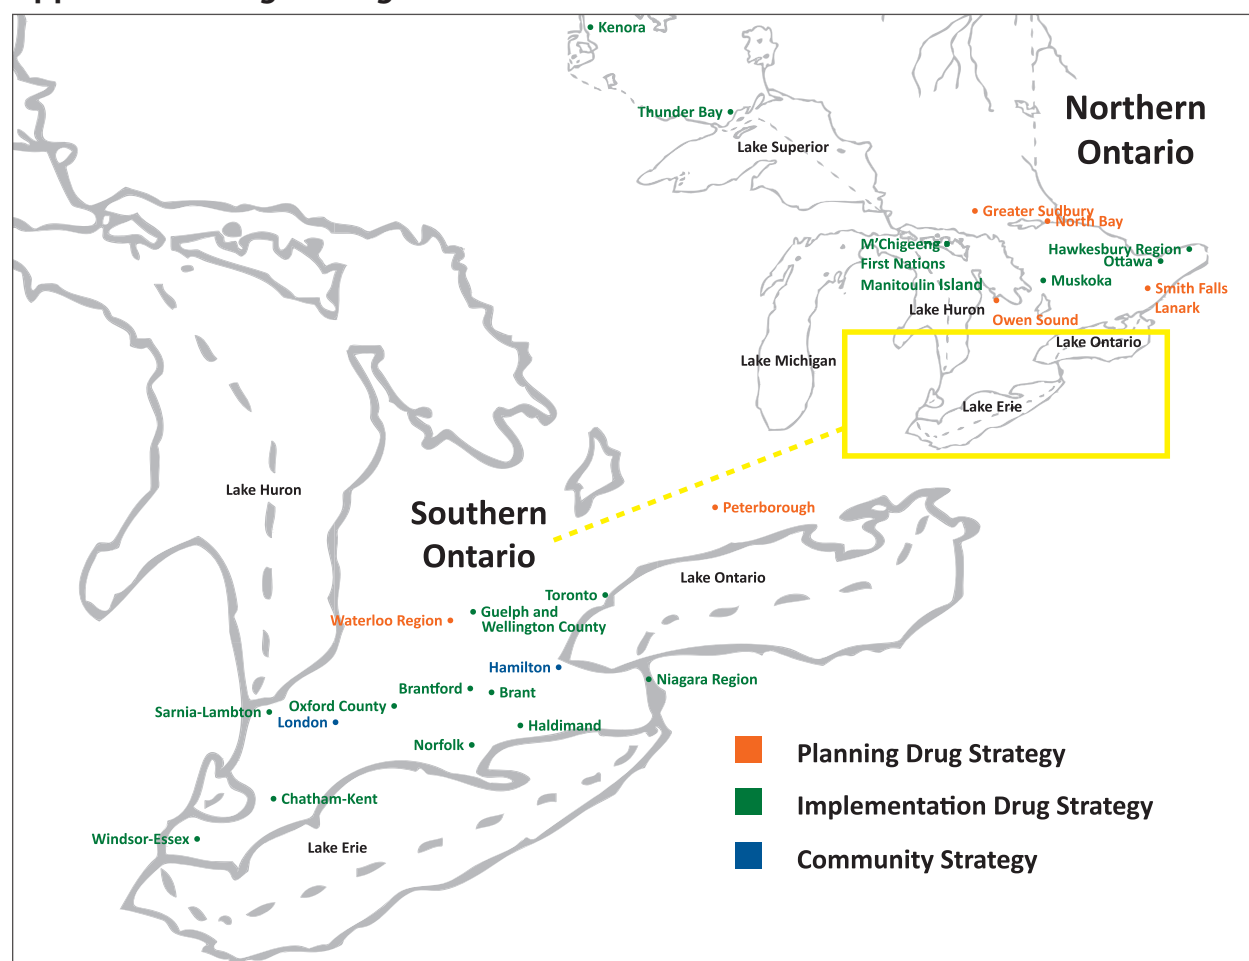 Kenora
Thunder Bay
Northern
Ontario
Lake Superior
Greater Sudbury
North Bay
M'Chigeeng
First Nations
Manitoulin Island
Hawkesbury Region
Ottawa
Muskoka
Smith Falls
Lanark
Lake Huron
Owen Sound
Lake Ontario
Lake Michigan
Lake Erie
Lake Huron
Southern
Ontario
Peterborough
Lake Ontario
Toronto
Guelph and
Wellington County
Waterloo Region
Hamilton
Niagara Region
Brantford
Brant
Oxford County
Sarnia-Lambton
London
Haldimand
Norfolk
Chatham-Kent
Windsor-Essex
Lake Erie
Planning Drug Strategy
Implementation Drug Strategy
Community Strategy